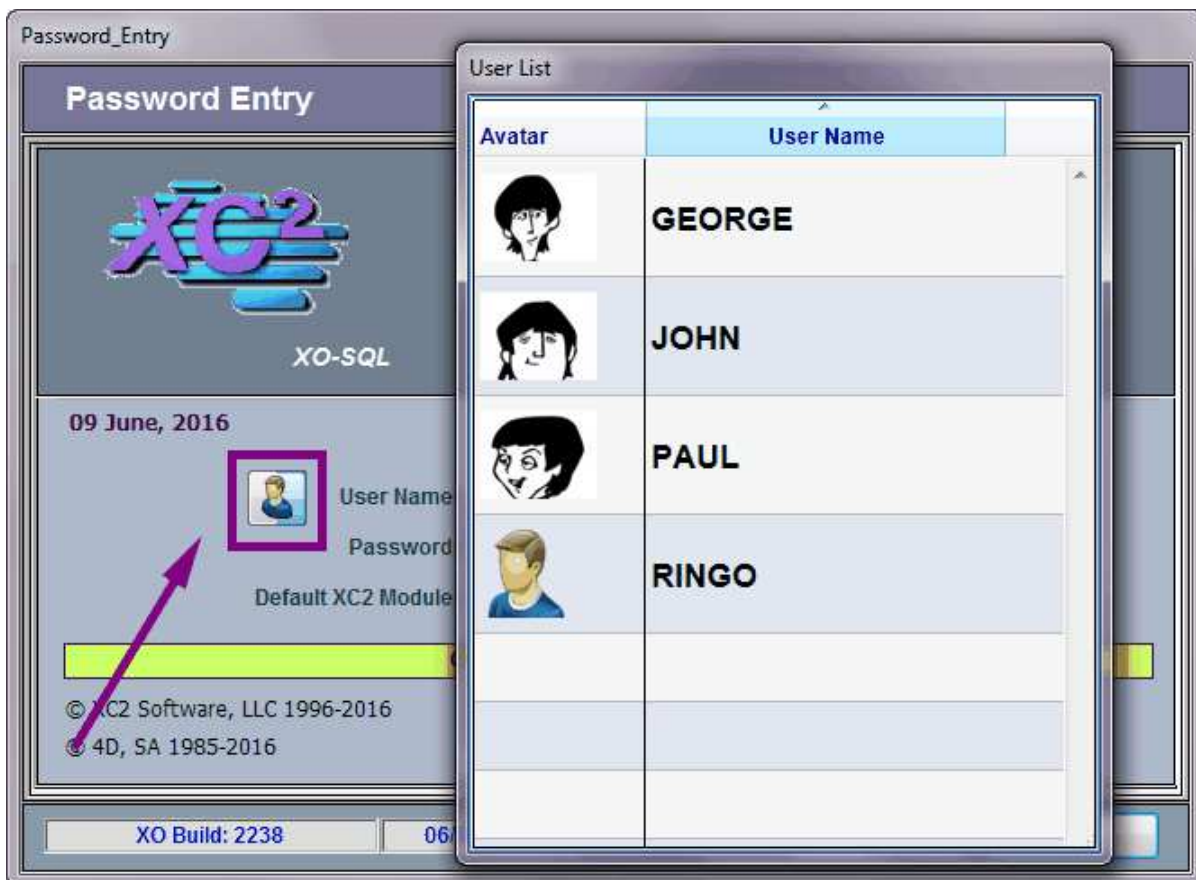 Password_Entry
Password Entry
XC2
XO-SQL
09 June, 2016
User Name
Password
Default XC2 Module
© XC2 Software, LLC 1996-2016
© 4D, SA 1985-2016
XO Build: 2238
06/
User List
Avatar
User Name
GEORGE
JOHN
PAUL
RINGO